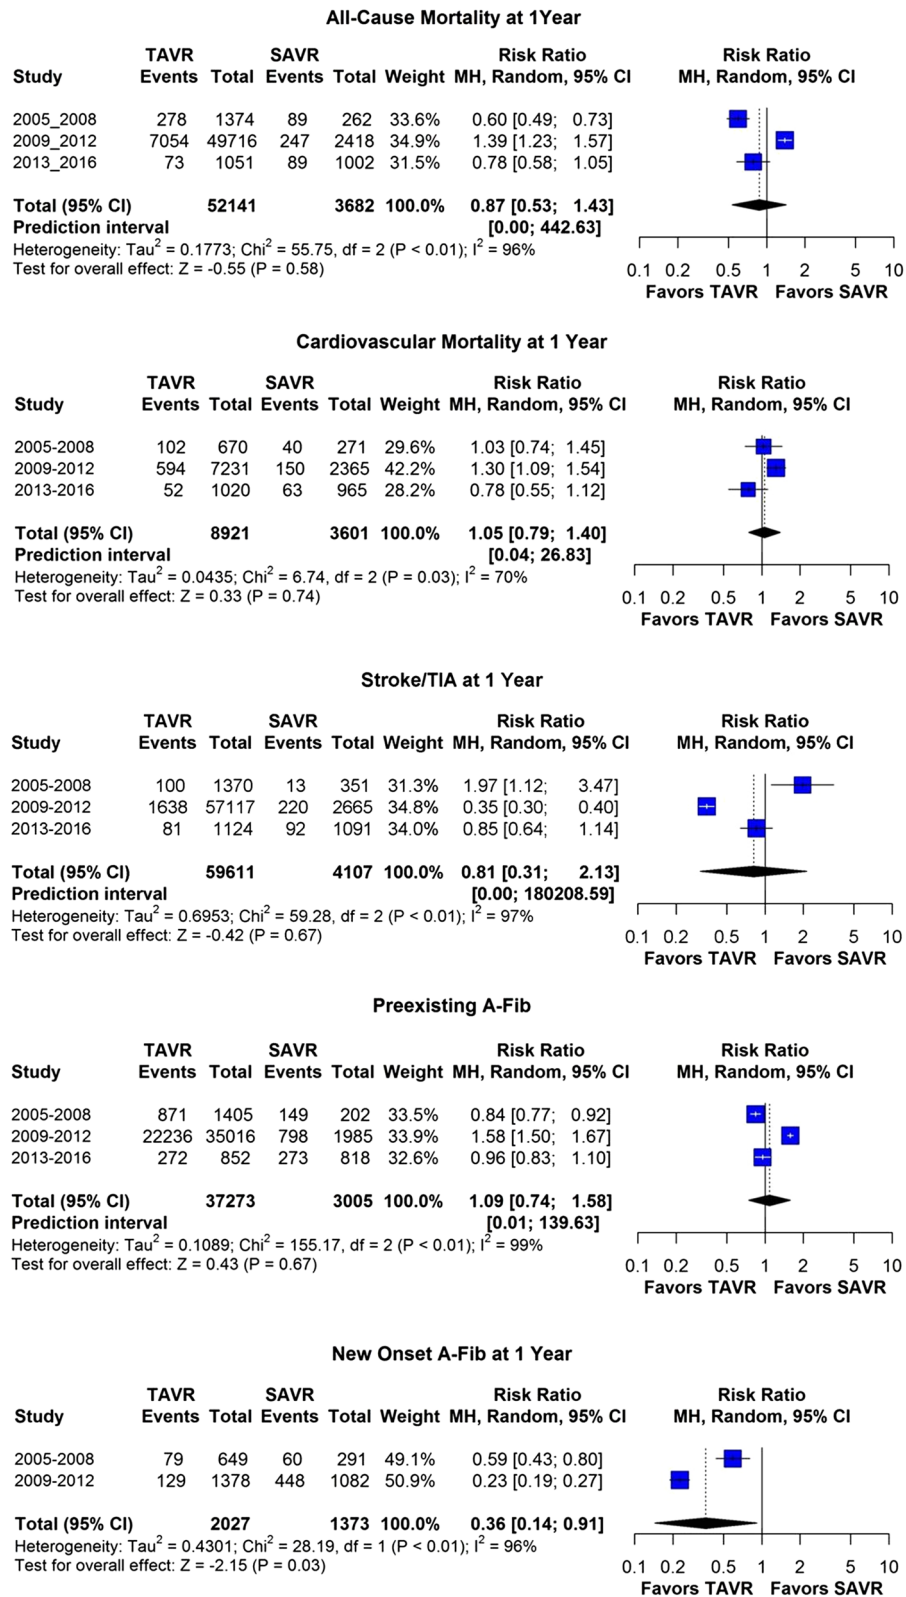 All-Cause Mortality at 1Year
TAVR SAVR Risk Ratio Risk Ratio
Study Events Total Events Total Weight MH, Random, 95% CI MH, Random, 95% CI
2005_2008 278 1374 89 262 33.6% 0.60 [0.49; 0.73]
2009_2012 7054 49716 247 2418 34.9% 1.39 [1.23; 1.57]
2013_2016 73 1051 89 1002 31.5% 0.78 [0.58; 1.05]
Total (95% CI) 52141 3682 100.0% 0.87 [0.53; 1.43]
Prediction interval [0.00; 442.63]
Heterogeneity: Tau² = 0.1773; Chi² = 55.75, df = 2 (P < 0.01); I² = 96%
Test for overall effect: Z = -0.55 (P = 0.58)
0.1 0.2 0.5 1 2 5 10
Favors TAVR Favors SAVR
Cardiovascular Mortality at 1 Year
TAVR SAVR Risk Ratio Risk Ratio
Study Events Total Events Total Weight MH, Random, 95% CI MH, Random, 95% CI
2005-2008 102 670 40 271 29.6% 1.03 [0.74; 1.45]
2009-2012 594 7231 150 2365 42.2% 1.30 [1.09; 1.54]
2013-2016 52 1020 63 965 28.2% 0.78 [0.55; 1.12]
Total (95% CI) 8921 3601 100.0% 1.05 [0.79; 1.40]
Prediction interval [0.04; 26.83]
Heterogeneity: Tau² = 0.0435; Chi² = 6.74, df = 2 (P = 0.03); I² = 70%
Test for overall effect: Z = 0.33 (P = 0.74)
0.1 0.2 0.5 1 2 5 10
Favors TAVR Favors SAVR
Stroke/TIA at 1 Year
TAVR SAVR Risk Ratio Risk Ratio
Study Events Total Events Total Weight MH, Random, 95% CI MH, Random, 95% CI
2005-2008 100 1370 13 351 31.3% 1.97 [1.12; 3.47]
2009-2012 1638 57117 220 2665 34.8% 0.35 [0.30; 0.40]
2013-2016 81 1124 92 1091 34.0% 0.85 [0.64; 1.14]
Total (95% CI) 59611 4107 100.0% 0.81 [0.31; 2.13]
Prediction interval [0.00; 180208.59]
Heterogeneity: Tau² = 0.6953; Chi² = 59.28, df = 2 (P < 0.01); I² = 97%
Test for overall effect: Z = -0.42 (P = 0.67)
0.1 0.2 0.5 1 2 5 10
Favors TAVR Favors SAVR
Preexisting A-Fib
TAVR SAVR Risk Ratio Risk Ratio
Study Events Total Events Total Weight MH, Random, 95% CI MH, Random, 95% CI
2005-2008 871 1405 149 202 33.5% 0.84 [0.77; 0.92]
2009-2012 22236 35016 798 1985 33.9% 1.58 [1.50; 1.67]
2013-2016 272 852 273 818 32.6% 0.96 [0.83; 1.10]
Total (95% CI) 37273 3005 100.0% 1.09 [0.74; 1.58]
Prediction interval [0.01; 139.63]
Heterogeneity: Tau² = 0.1089; Chi² = 155.17, df = 2 (P < 0.01); I² = 99%
Test for overall effect: Z = 0.43 (P = 0.67)
0.1 0.2 0.5 1 2 5 10
Favors TAVR Favors SAVR
New Onset A-Fib at 1 Year
TAVR SAVR Risk Ratio Risk Ratio
Study Events Total Events Total Weight MH, Random, 95% CI MH, Random, 95% CI
2005-2008 79 649 60 291 49.1% 0.59 [0.43; 0.80]
2009-2012 129 1378 448 1082 50.9% 0.23 [0.19; 0.27]
Total (95% CI) 2027 1373 100.0% 0.36 [0.14; 0.91]
Heterogeneity: Tau² = 0.4301; Chi² = 28.19, df = 1 (P < 0.01); I² = 96%
Test for overall effect: Z = -2.15 (P = 0.03)
0.1 0.2 0.5 1 2 5 10
Favors TAVR Favors SAVR